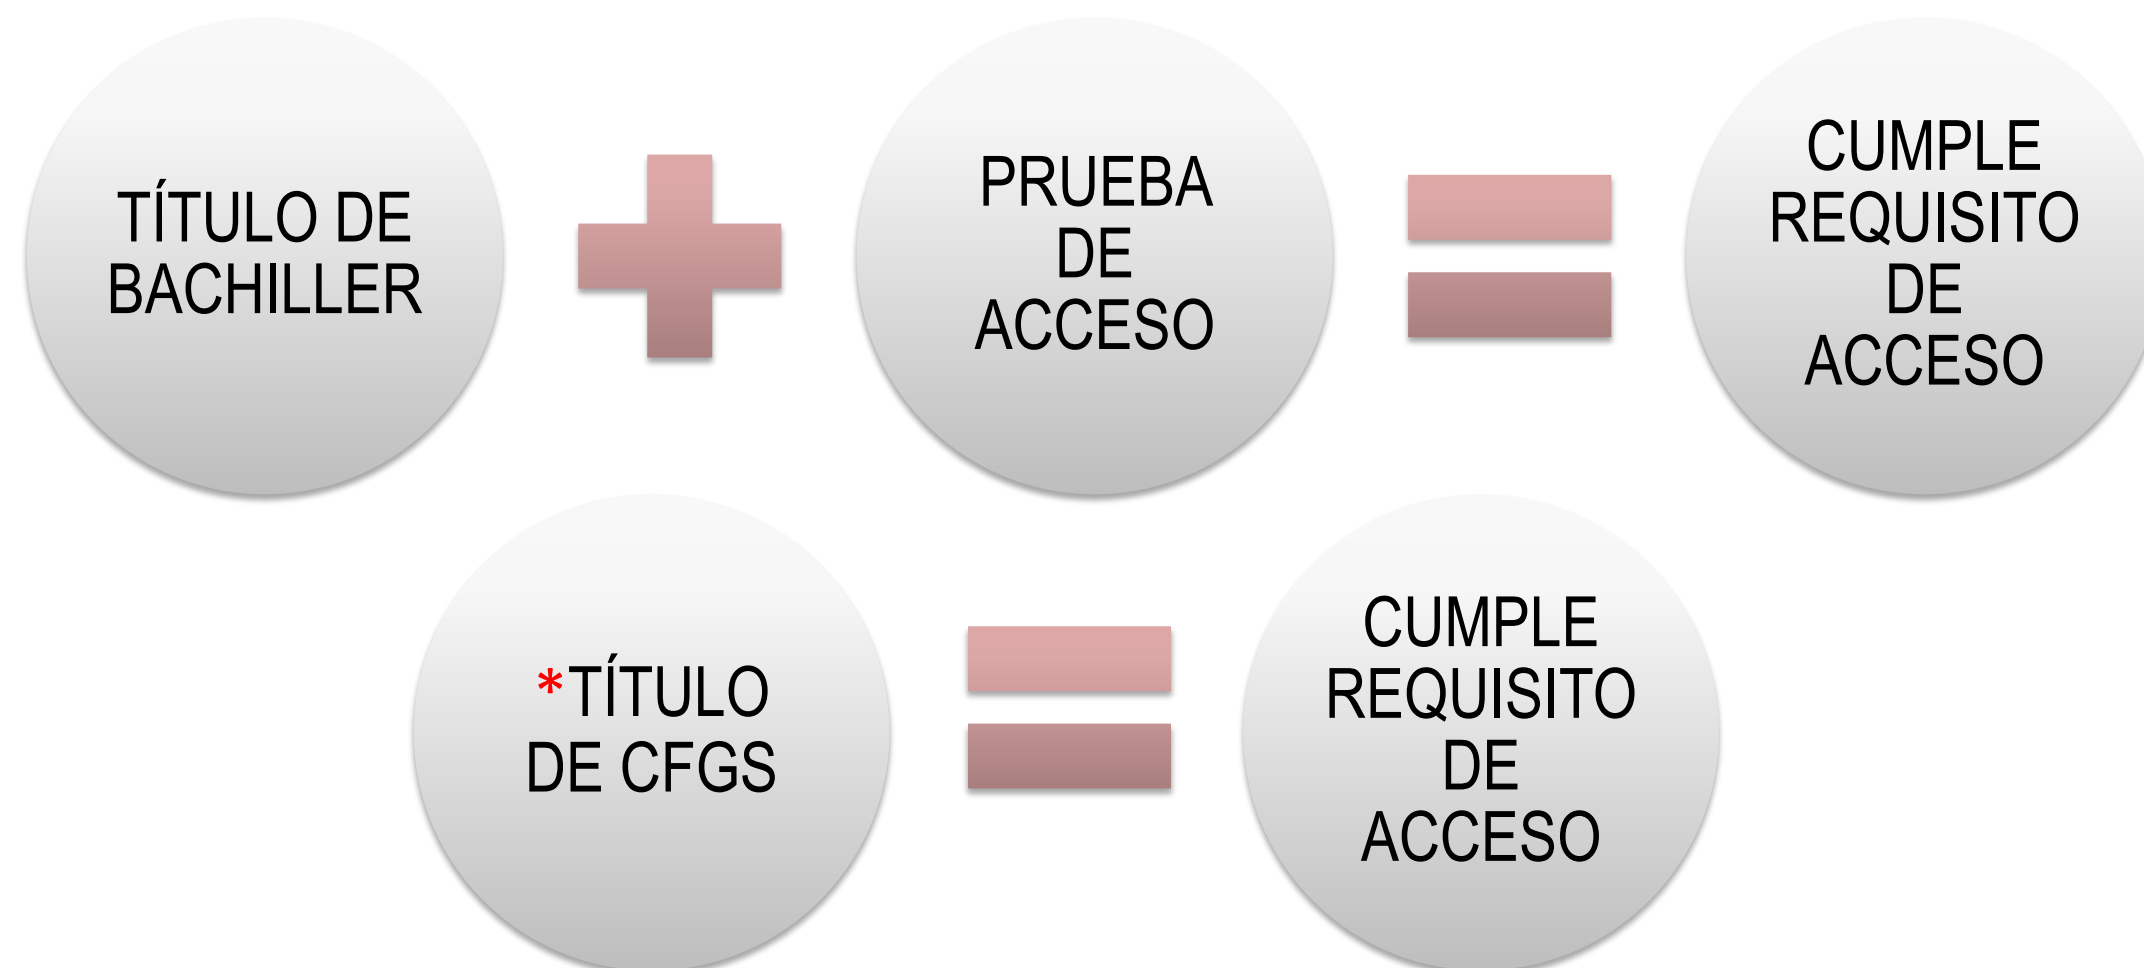 TÍTULO DE
BACHILLER
PRUEBA
DE
ACCESO
CUMPLE
REQUISITO
DE
ACCESO
*TÍTULO
DE CFGS
CUMPLE
REQUISITO
DE
ACCESO